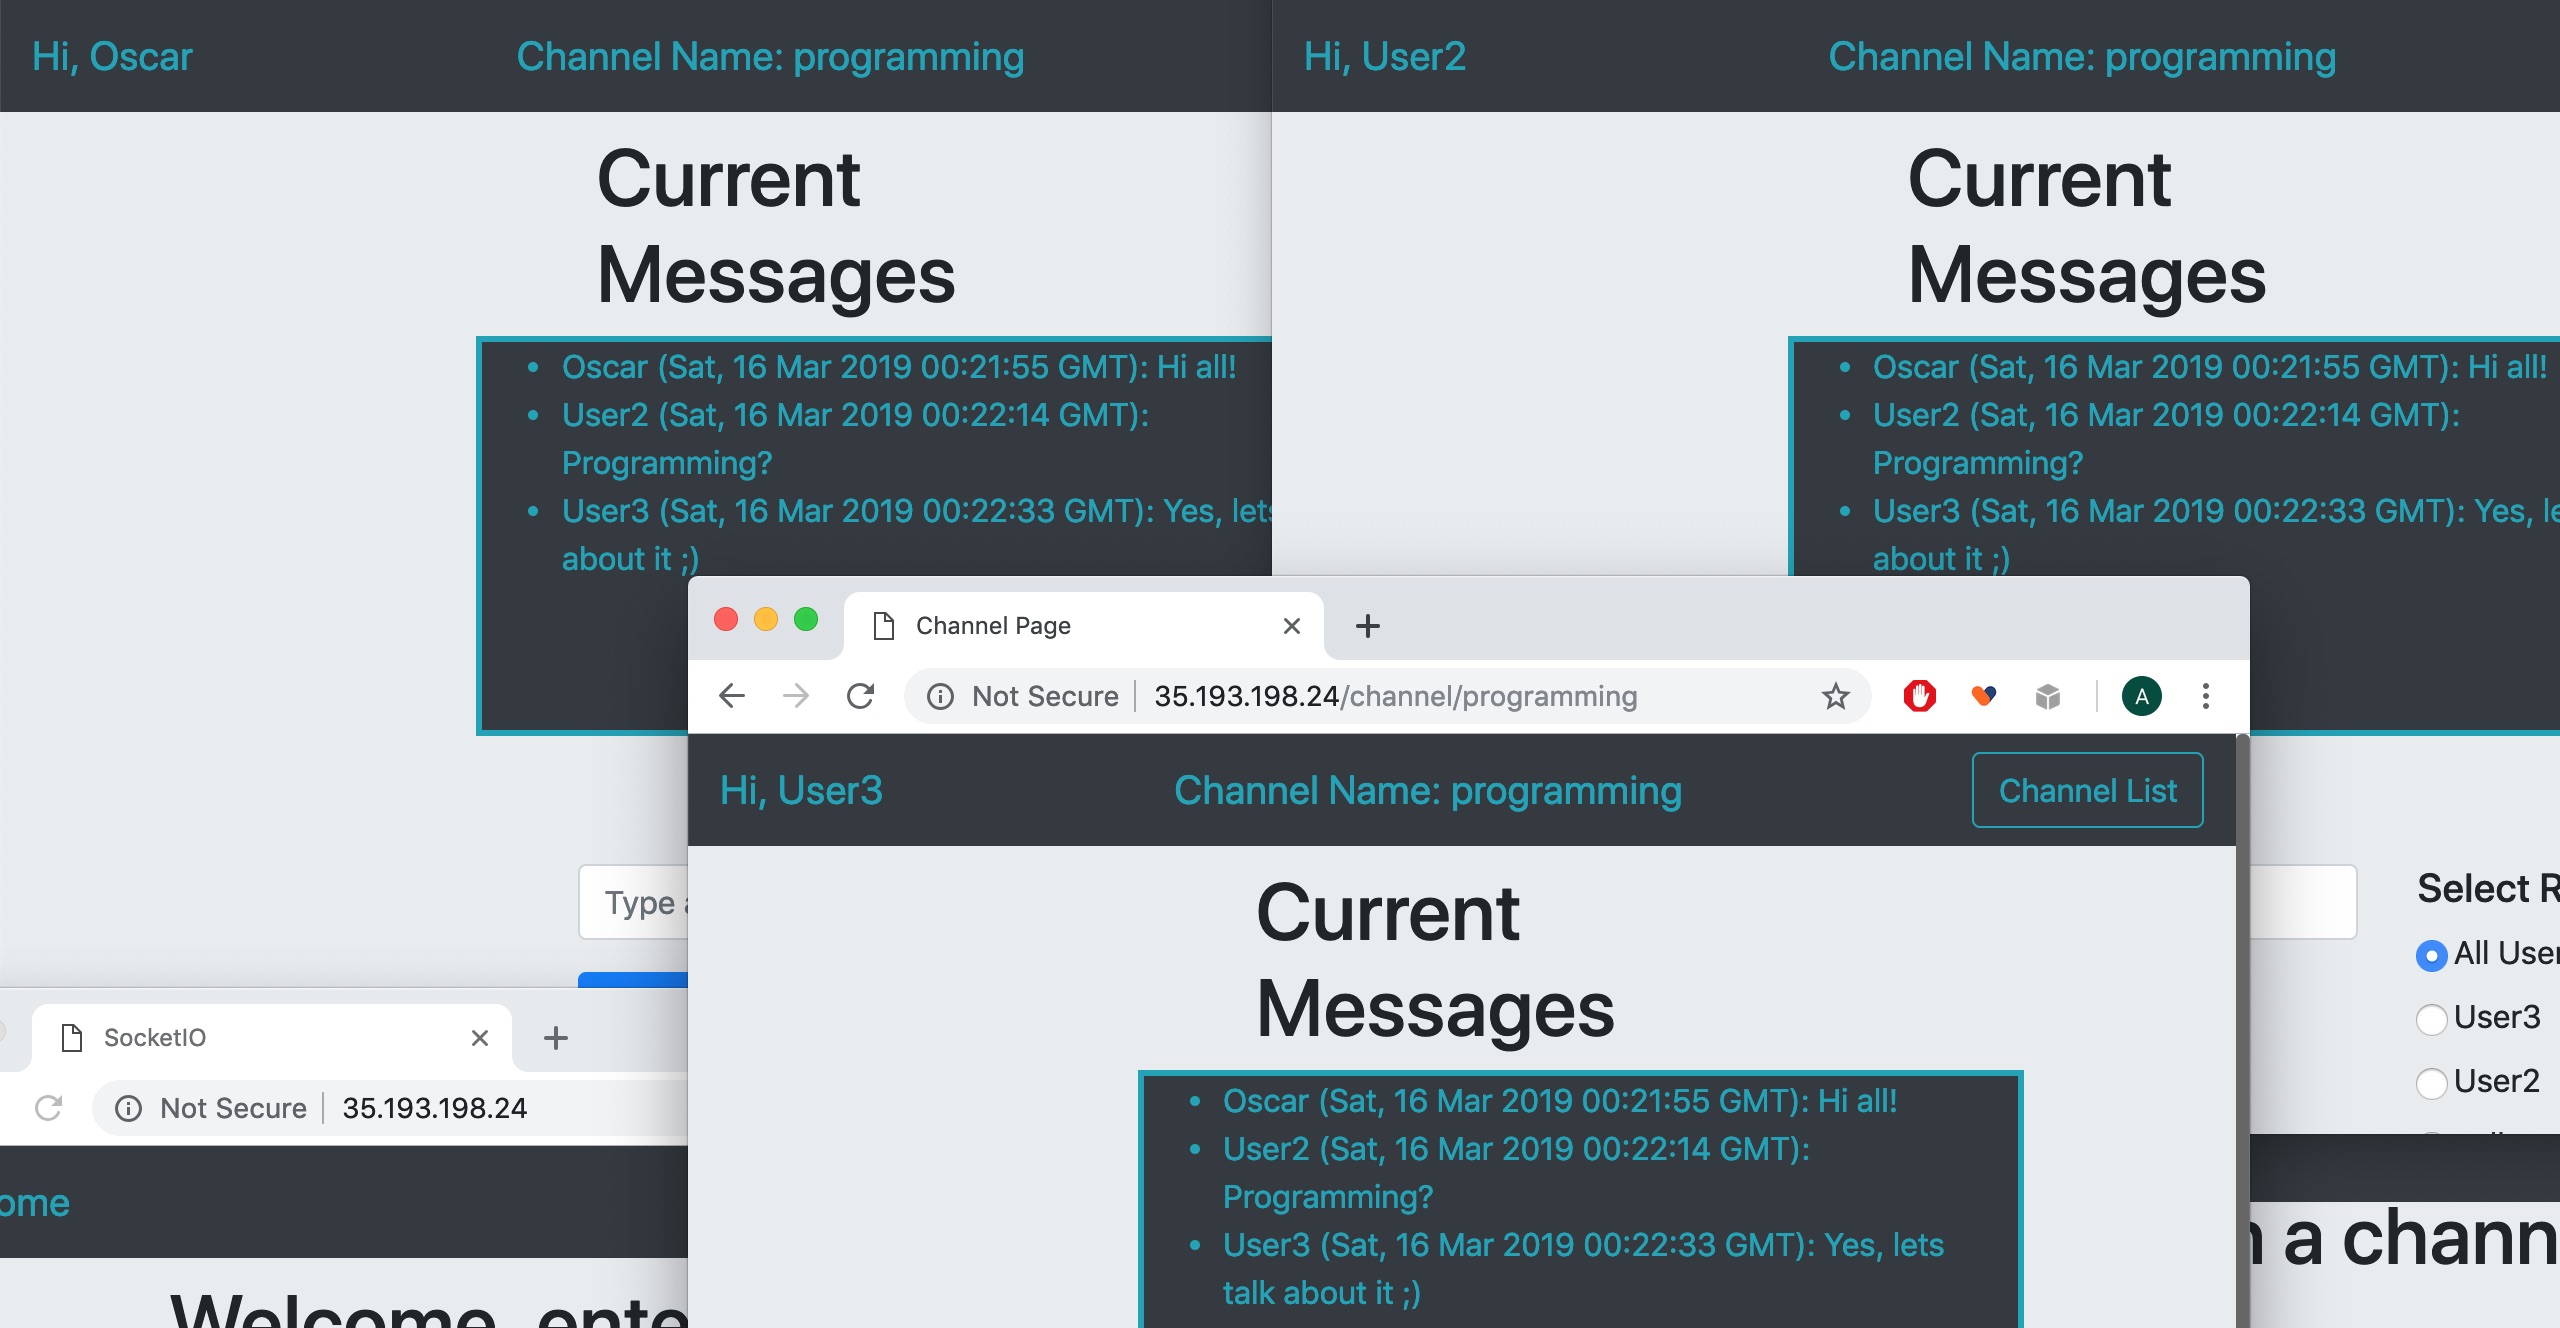 Hi, Oscar
Channel Name: programming
Current
Messages
Oscar (Sat, 16 Mar 2019 00:21:55 GMT): Hi all!
User2 (Sat, 16 Mar 2019 00:22:14 GMT):
Programming?
User3 (Sat, 16 Mar 2019 00:22:33 GMT): Yes, lets
about it ;)
Type
Hi, User2
Channel Name: programming
Current
Messages
Oscar (Sat, 16 Mar 2019 00:21:55 GMT): Hi all!
User2 (Sat, 16 Mar 2019 00:22:14 GMT):
Programming?
User3 (Sat, 16 Mar 2019 00:22:33 GMT): Yes,
about it ;)
Select
All User
User3
User2
Channel Page
Not Secure 35.193.198.24/channel/programming
A
Hi, User3
Channel Name: programming
Channel List
Current
Messages
Oscar (Sat, 16 Mar 2019 00:21:55 GMT): Hi all!
User2 (Sat, 16 Mar 2019 00:22:14 GMT):
Programming?
User3 (Sat, 16 Mar 2019 00:22:33 GMT): Yes, lets
talk about it ;)
SocketIO
Not Secure 35.193.198.24
ome
Welcome, ente
a chann